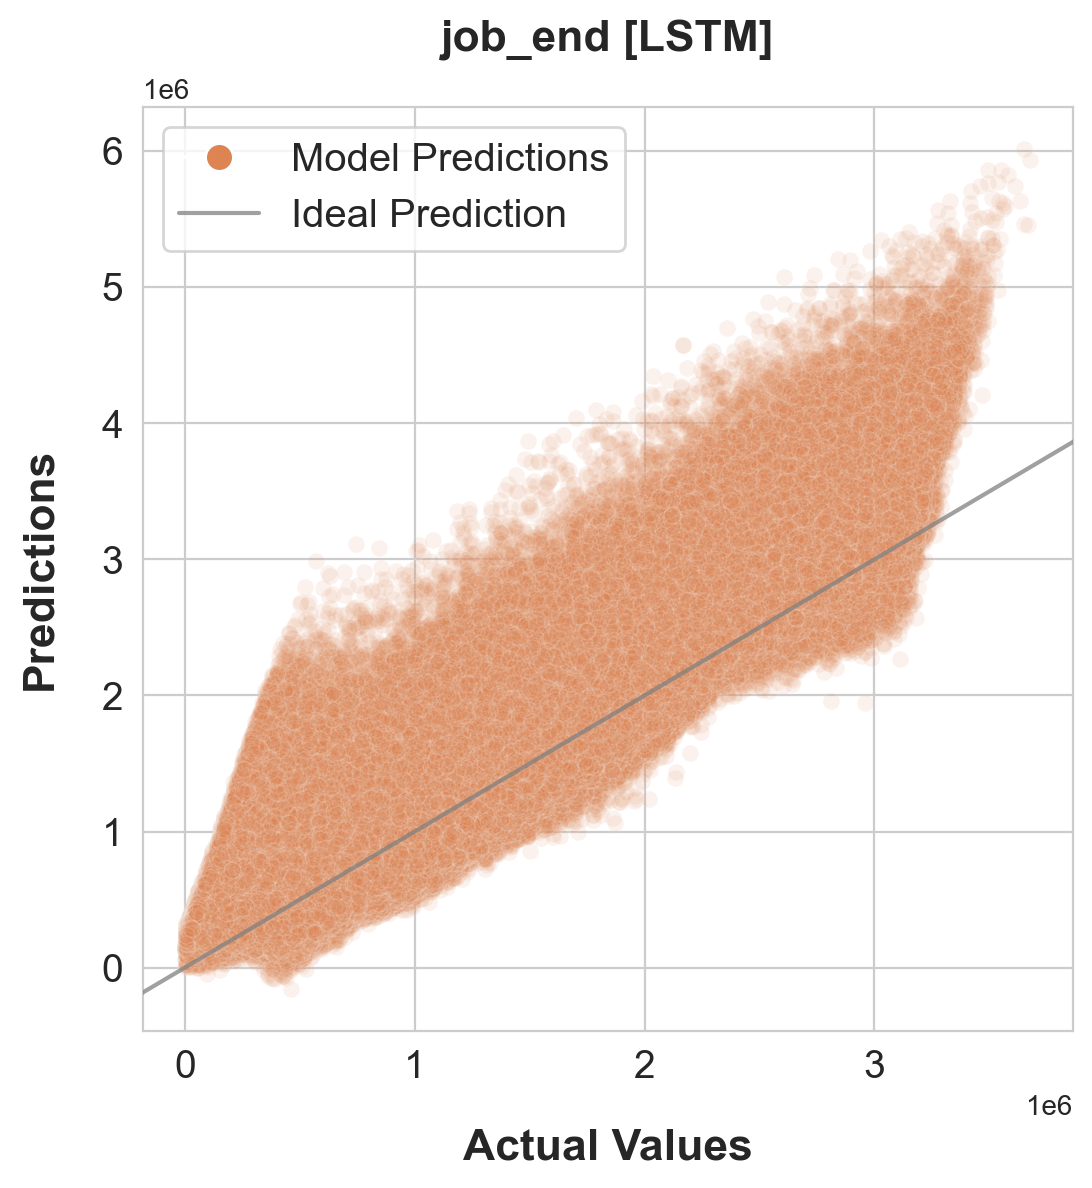 job_end [LSTM]
1e6
Model Predictions
Ideal Prediction
6
5
4
3
2
1
0
Predictions
0 1 2 3
1e6
Actual Values